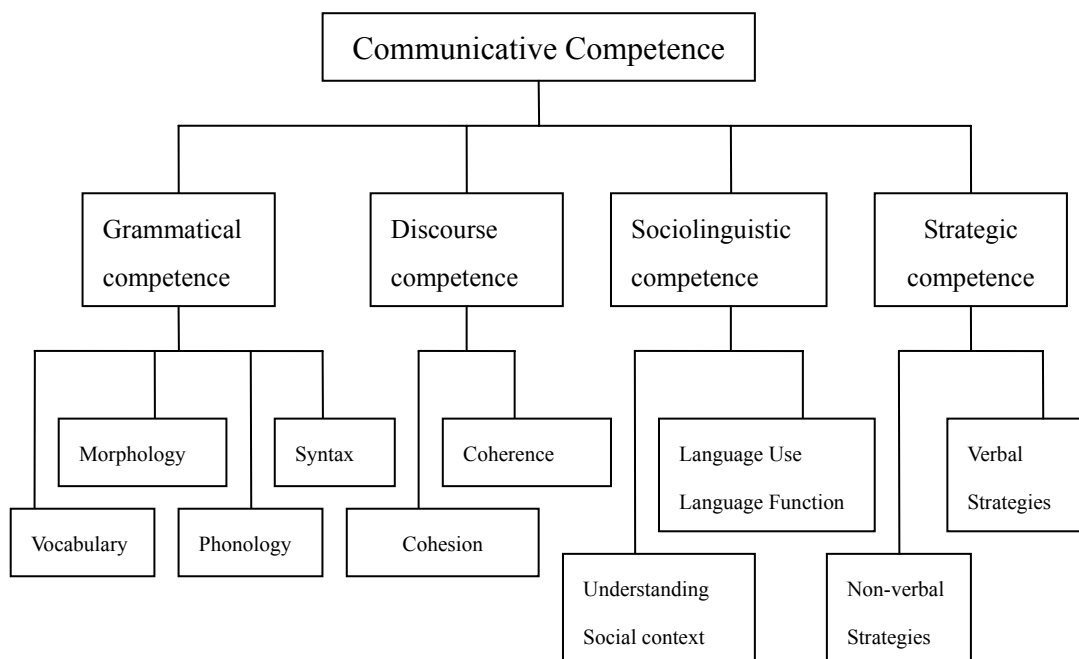 Communicative Competence
Grammatical
competence
Discourse
competence
Sociolinguistic
competence
Strategic
competence
Morphology
Syntax
Coherence
Language Use
Language Function
Verbal
Strategies
Vocabulary
Phonology
Cohesion
Understanding
Social context
Non-verbal
Strategies